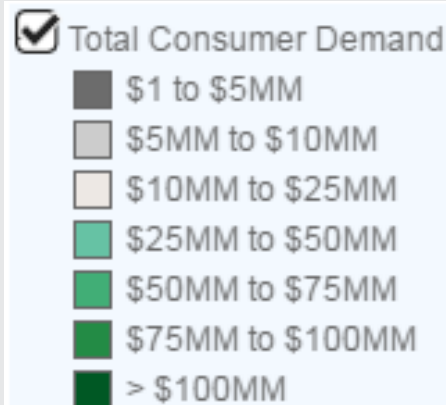 Total Consumer Demand
$1 to $5MM
$5MM to $10MM
$10MM to $25MM
$25MM to $50MM
$50MM to $75MM
$75MM to $100MM
> $100MM